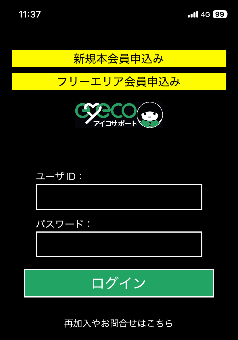 11:37
4G 99
新規本会員申込み
フリーエリア会員申込み
eyeco
アイコサポート
ユーザID：
パスワード：
ログイン
再加入やお問合せはこちら